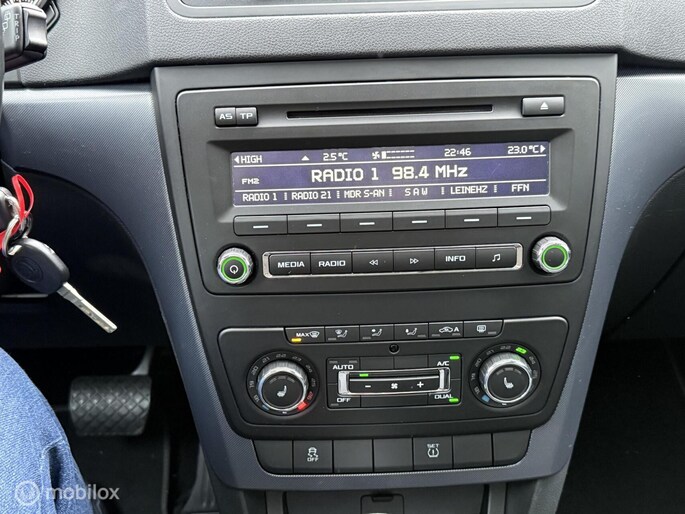 AS TP
HIGH 2.5°C 22:46 23.0°C
RADIO 1 98.4 MHz
FM2
RADIO 1 RADIO 21 MDR S-AN S A W LEINEHZ FFN
MEDIA RADIO INFO
MAX A
AUTO A/C
- +
OFF DUAL
OFF SET
mobilox